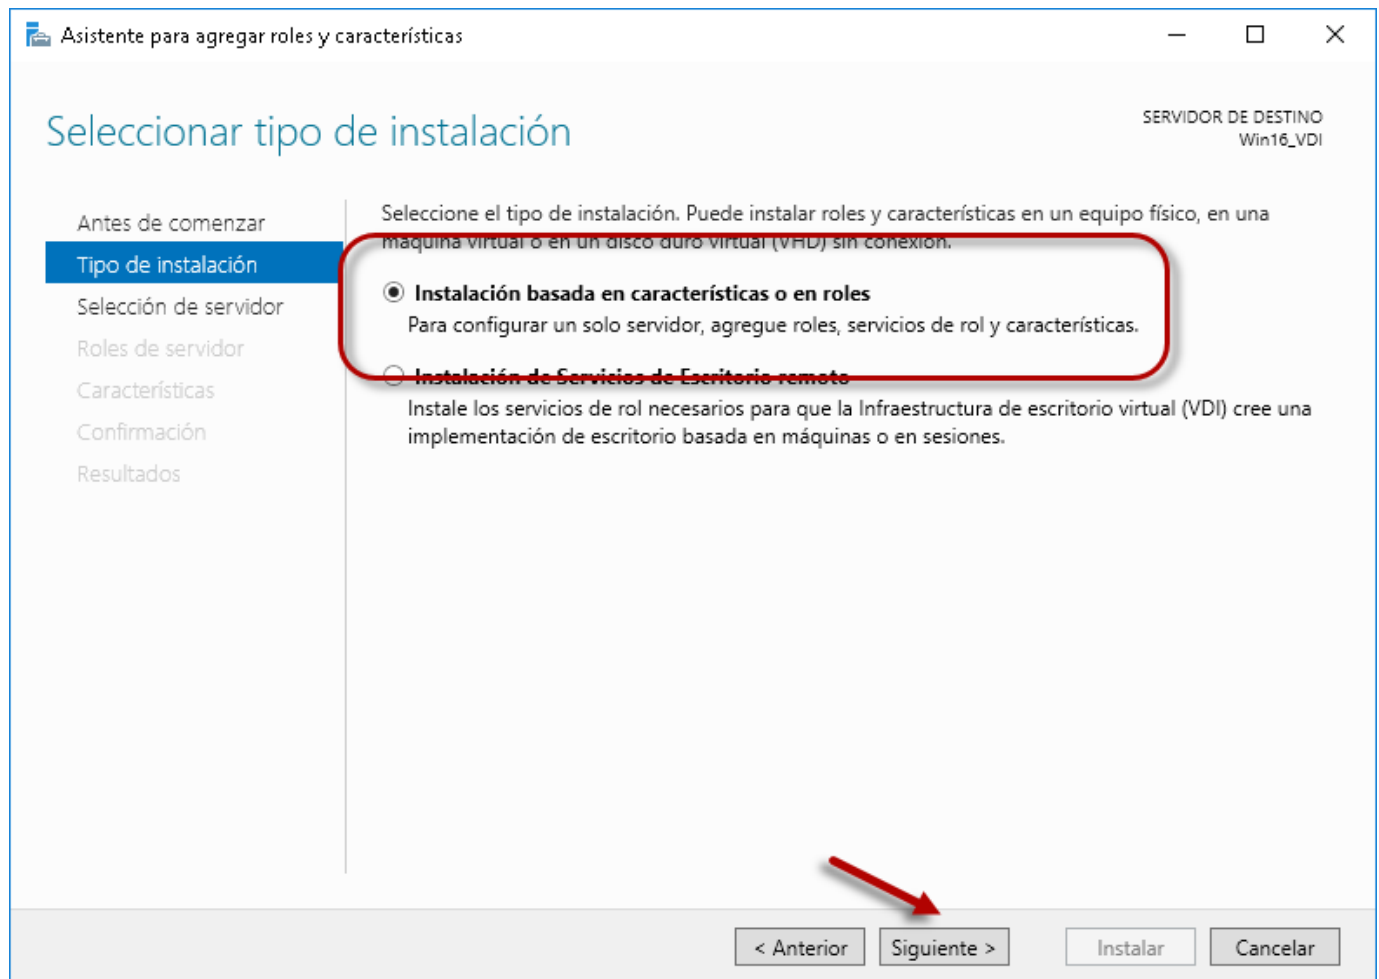 Asistente para agregar roles y características
Seleccionar tipo de instalación
SERVIDOR DE DESTINO
Win16_VDI
Antes de comenzar
Tipo de instalación
Selección de servidor
Roles de servidor
Características
Confirmación
Resultados
Seleccione el tipo de instalación. Puede instalar roles y características en un equipo físico, en una
máquina virtual o en un disco duro virtual (VHD) sin conexión.
Instalación basada en características o en roles
Para configurar un solo servidor, agregue roles, servicios de rol y características.
Instalación de Servicios de Escritorio remoto
Instale los servicios de rol necesarios para que la Infraestructura de escritorio virtual (VDI) cree una
implementación de escritorio basada en máquinas o en sesiones.
< Anterior
Siguiente >
Instalar
Cancelar